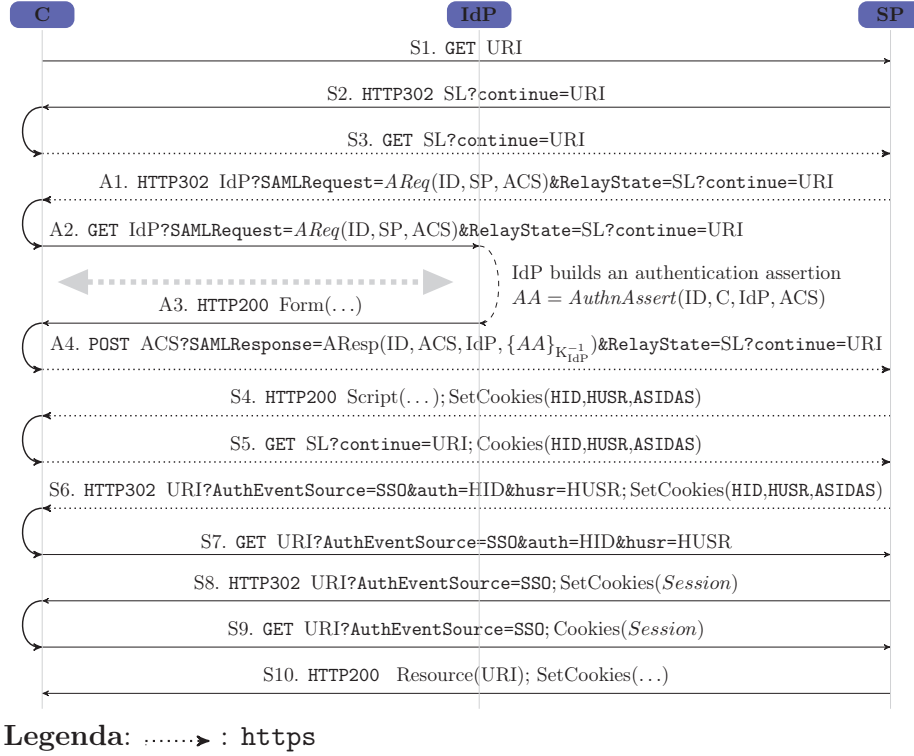 C IdP SP
S1. GET URI
S2. HTTP302 SL?continue=URI
S3. GET SL?continue=URI
A1. HTTP302 IdP?SAMLRequest=AReq(ID, SP, ACS)&RelayState=SL?continue=URI
A2. GET IdP?SAMLRequest=AReq(ID, SP, ACS)&RelayState=SL?continue=URI
IdP builds an authentication assertion
AA = AuthnAssert(ID, C, IdP, ACS)
A3. HTTP200 Form(...)
A4. POST ACS?SAMLResponse=AResp(ID, ACS, IdP, {AA}_{K_{IdP}^{-1}})&RelayState=SL?continue=URI
S4. HTTP200 Script(...); SetCookies(HID,HUSR,ASIDAS)
S5. GET SL?continue=URI; Cookies(HID,HUSR,ASIDAS)
S6. HTTP302 URI?AuthEventSource=SSO&auth=HID&husr=HUSR; SetCookies(HID,HUSR,ASIDAS)
S7. GET URI?AuthEventSource=SSO&auth=HID&husr=HUSR
S8. HTTP302 URI?AuthEventSource=SSO; SetCookies(Session)
S9. GET URI?AuthEventSource=SSO; Cookies(Session)
S10. HTTP200 Resource(URI); SetCookies(...)
Legenda: : https